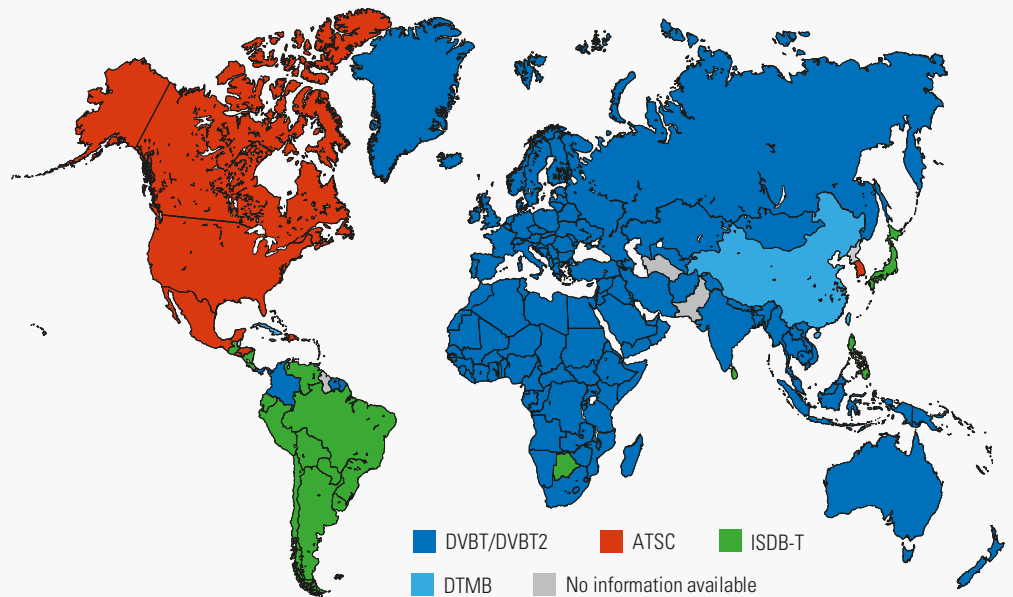 DVBT/DVBT2 ATSC ISDB-T
DTMB No information available